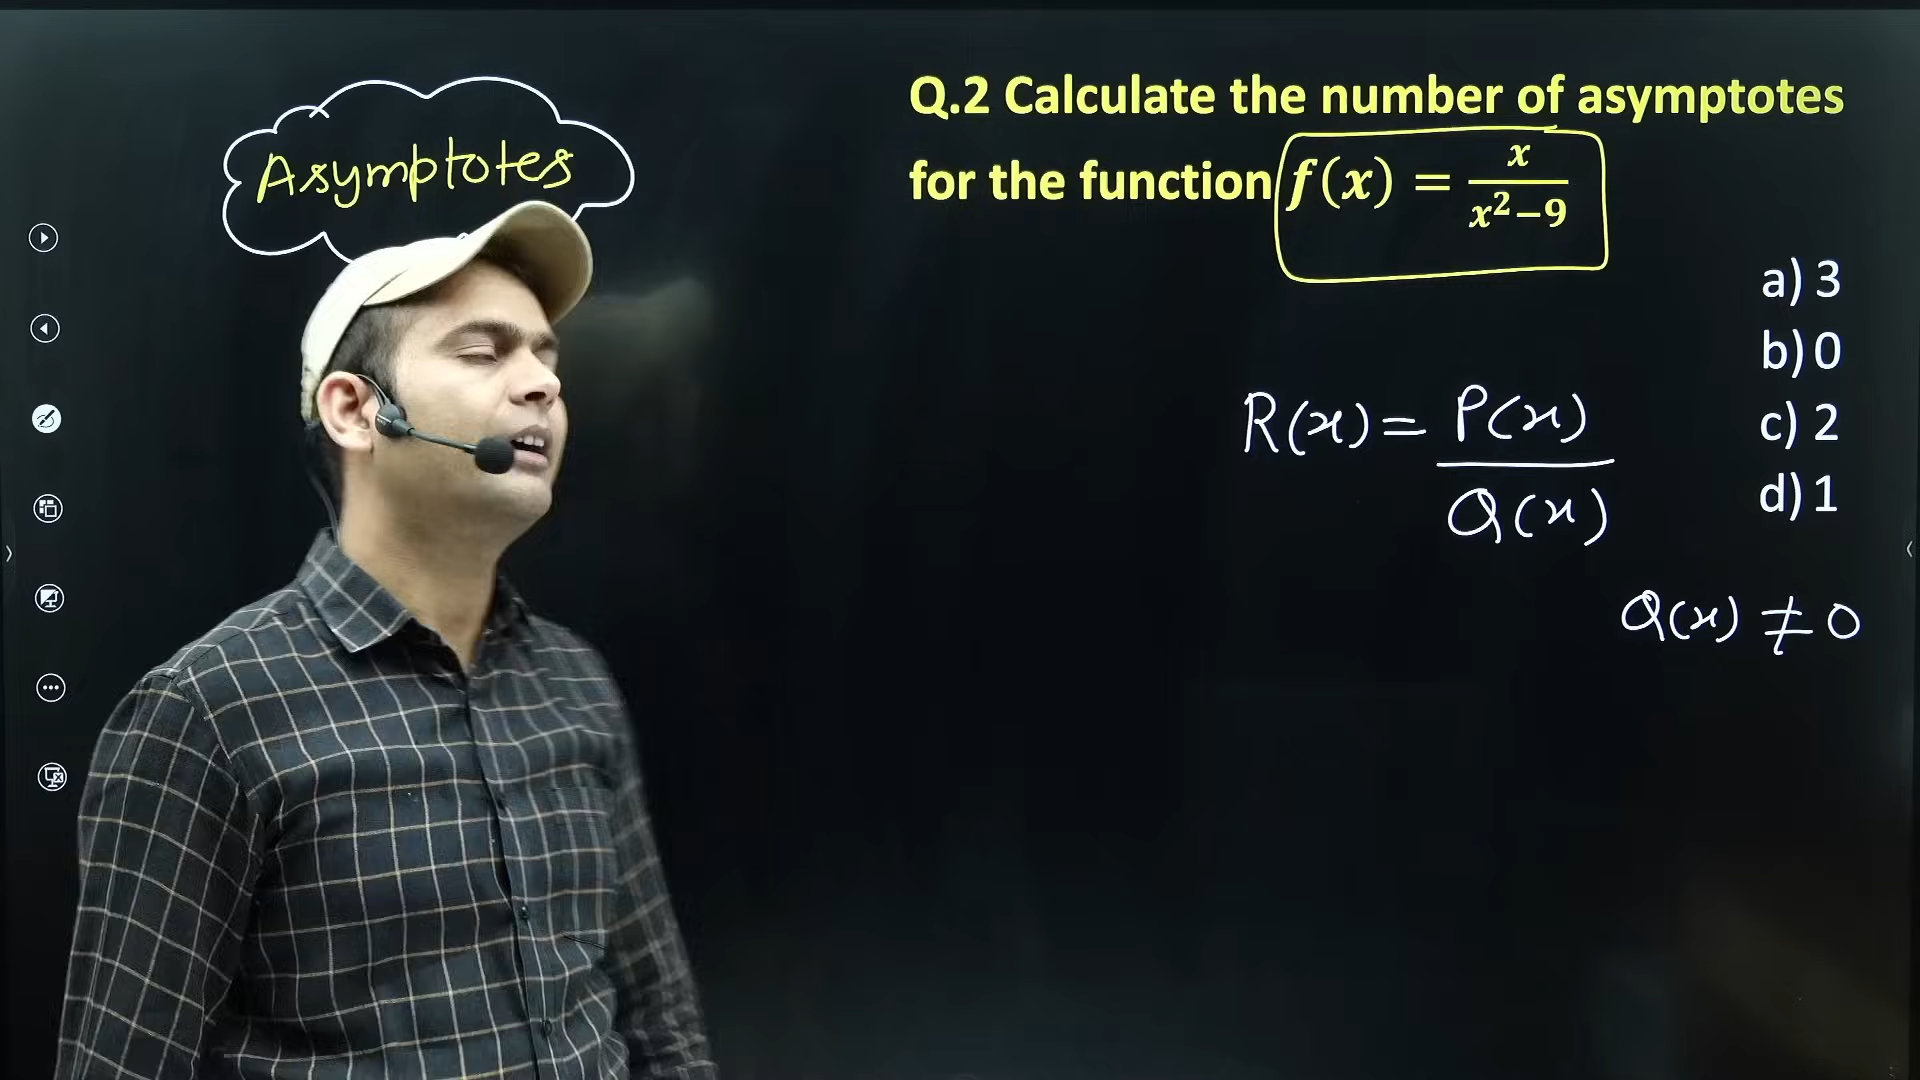 Asymptotes
Q.2 Calculate the number of asymptotes
for the function f(x) = x/x²−9
a) 3
b) 0
c) 2
d) 1
R(x) = P(x)/Q(x)
Q(x) ≠ 0